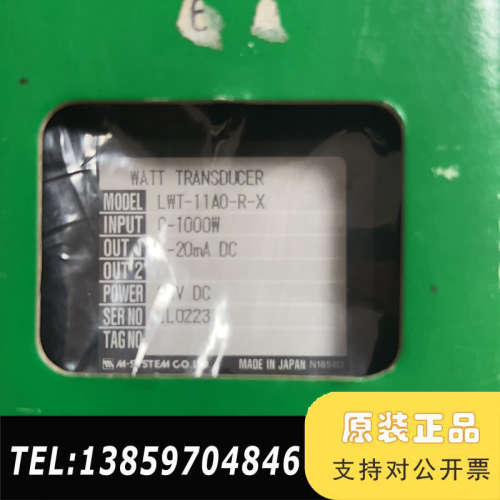 WATT TRANSDUCER
MODEL LWT-11A0-R-X
INPUT 0-1000W
OUT 1 -20mA DC
OUT 2
POWER V DC
SER NO
TAG NO
M-SYSTEM CO. MADE IN JAPAN
TEL:13859704846
原装正品
支持对公开票